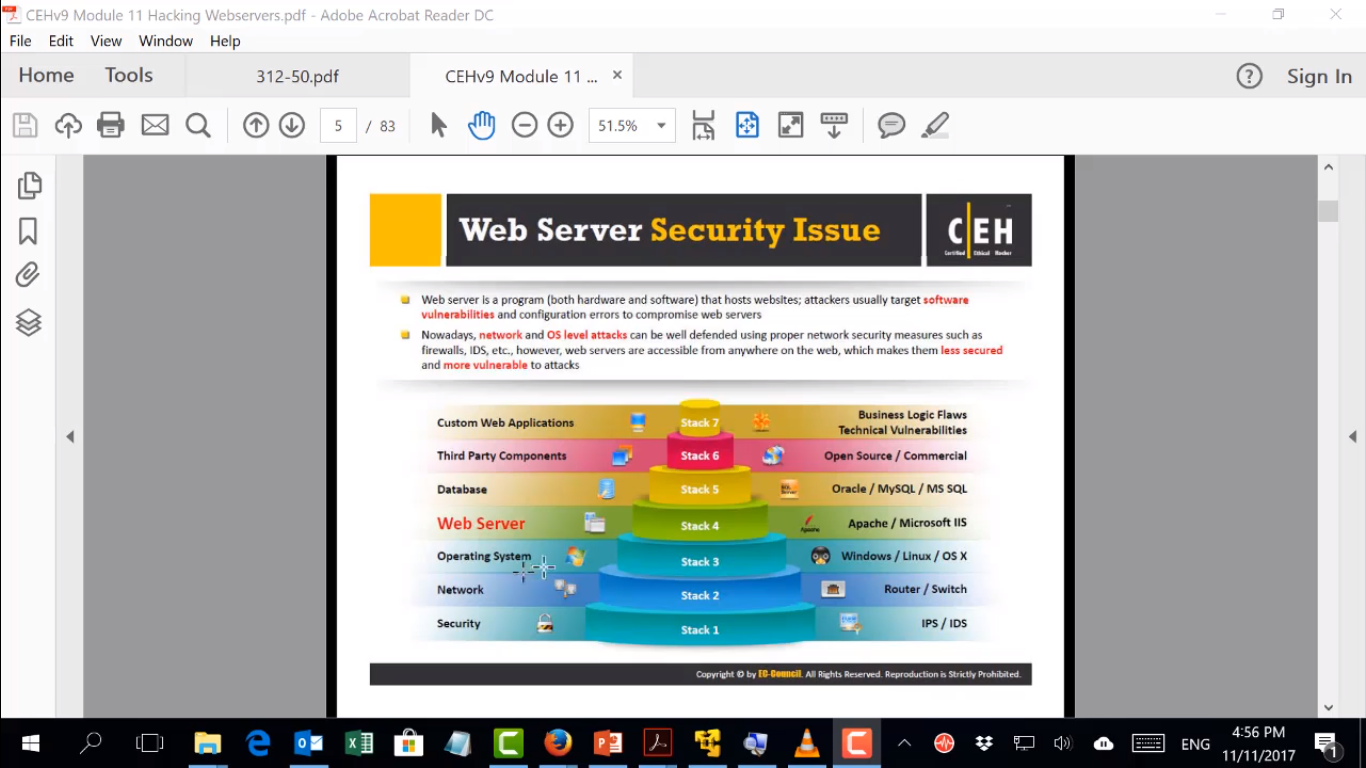 CEHv9 Module 11 Hacking Webservers.pdf - Adobe Acrobat Reader DC
File Edit View Window Help
Home Tools 312-50.pdf CEHv9 Module 11 ... × Sign In
5 / 83 51.5%
Web Server Security Issue
C|EH
Certified Ethical Hacker
Web server is a program (both hardware and software) that hosts websites; attackers usually target software
vulnerabilities and configuration errors to compromise web servers
Nowadays, network and OS level attacks can be well defended using proper network security measures such as
firewalls, IDS, etc., however, web servers are accessible from anywhere on the web, which makes them less secured
and more vulnerable to attacks
Custom Web Applications Stack 7 Business Logic Flaws
Technical Vulnerabilities
Third Party Components Stack 6 Open Source / Commercial
Database Stack 5 Oracle / MySQL / MS SQL
Web Server Stack 4 Apache Apache / Microsoft IIS
Operating System Stack 3 Windows / Linux / OS X
Network Stack 2 Router / Switch
Security Stack 1 IPS / IDS
Copyright © by EC-Council. All Rights Reserved. Reproduction is Strictly Prohibited.
ENG
4:56 PM
11/11/2017
1